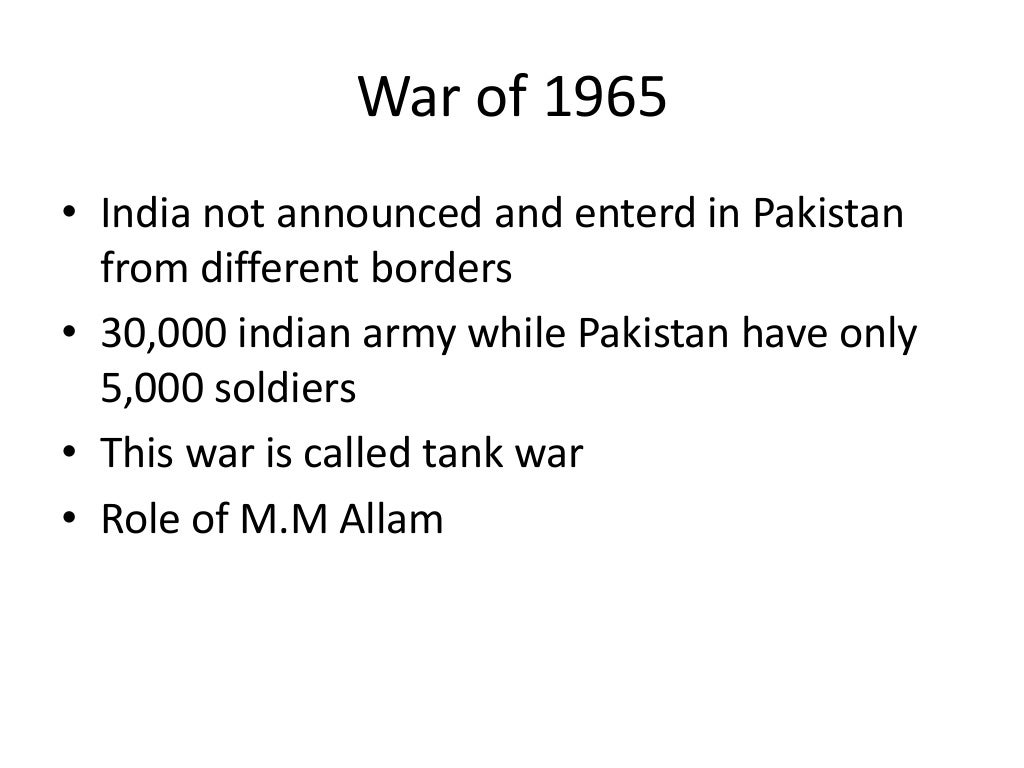 War of 1965
• India not announced and enterd in Pakistan
from different borders
• 30,000 indian army while Pakistan have only
5,000 soldiers
• This war is called tank war
• Role of M.M Allam